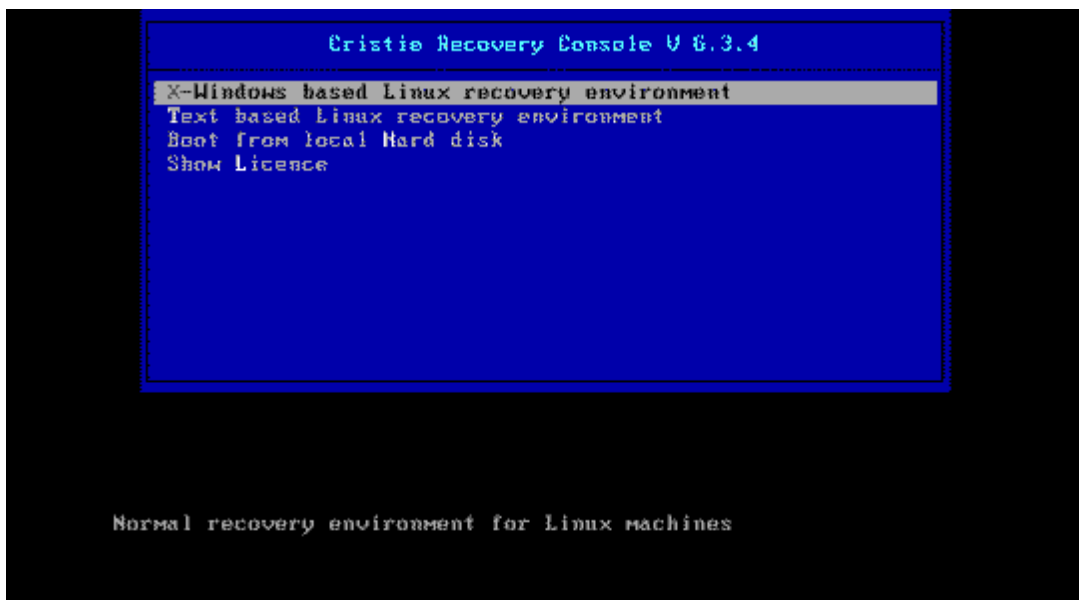 Cristie Recovery Console V 6.3.4
X-Windows based Linux recovery environment
Text based Linux recovery environment
Boot from local Hard disk
Show Licence
Normal recovery environment for Linux machines